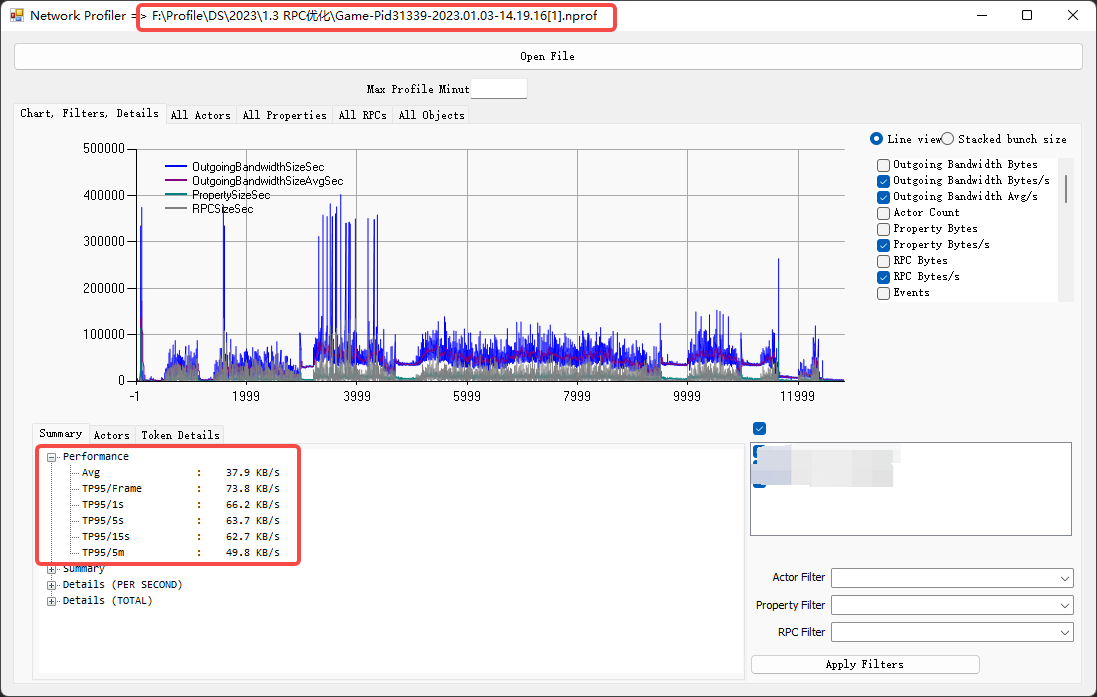 Network Profiler => F:\Profile\DS\2023\1.3 RPC优化\Game-Pid31339-2023.01.03-14.19.16[1].nprof
Open File
Max Profile Minut
Chart, Filters, Details All Actors All Properties All RPCs All Objects
Line view Stacked bunch size
500000
400000
300000
200000
100000
0
-1 1999 3999 5999 7999 9999 11999
OutgoingBandwidthSizeSec
OutgoingBandwidthSizeAvgSec
PropertySizeSec
RPCSizeSec
Outgoing Bandwidth Bytes
Outgoing Bandwidth Bytes/s
Outgoing Bandwidth Avg/s
Actor Count
Property Bytes
Property Bytes/s
RPC Bytes
RPC Bytes/s
Events
Summary Actors Token Details
Performance
Avg : 37.9 KB/s
TP95/Frame : 73.8 KB/s
TP95/1s : 66.2 KB/s
TP95/5s : 63.7 KB/s
TP95/15s : 62.7 KB/s
TP95/5m : 49.8 KB/s
Summary
Details (PER SECOND)
Details (TOTAL)
Actor Filter
Property Filter
RPC Filter
Apply Filters